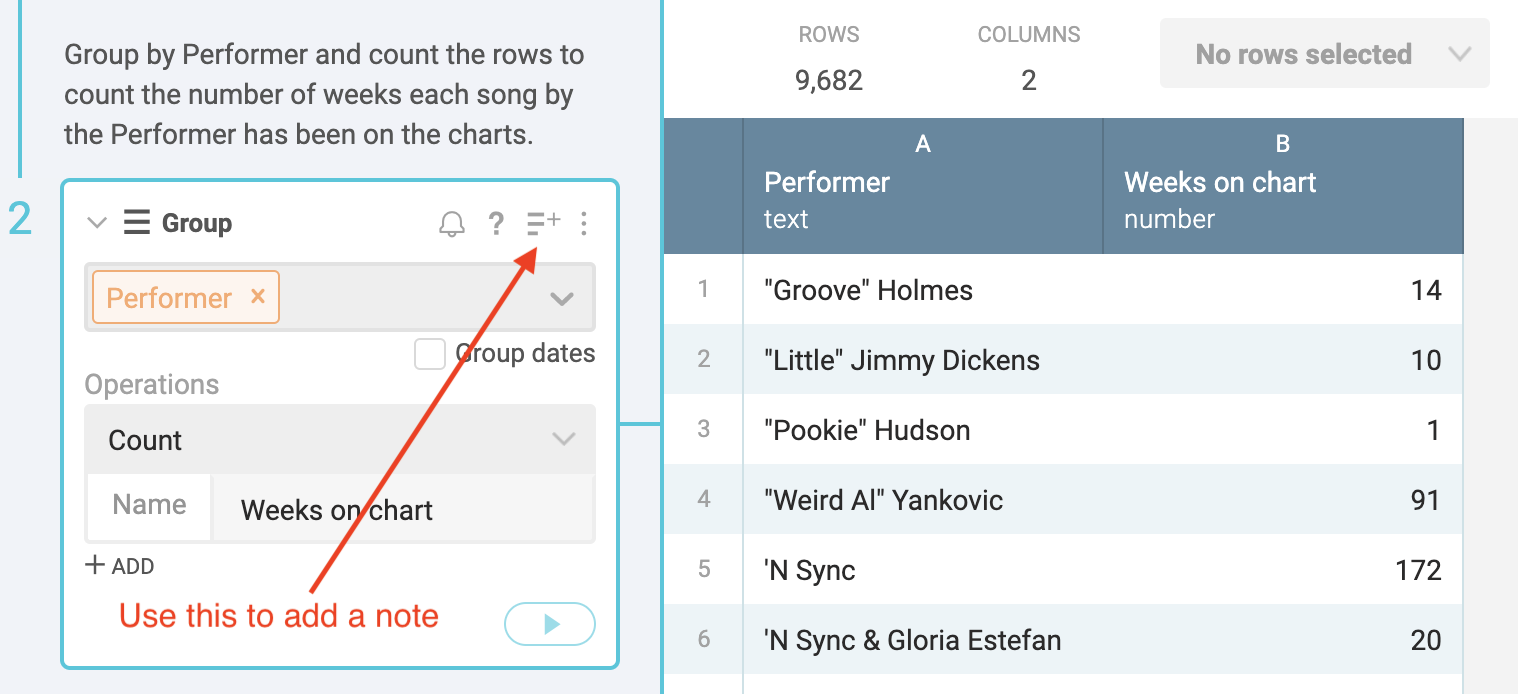 Group by Performer and count the rows to
count the number of weeks each song by
the Performer has been on the charts.
2
Group
?
Performer ×
Group dates
Operations
Count
Name
Weeks on chart
+ ADD
Use this to add a note
ROWS
9,682
COLUMNS
2
No rows selected
A
B
Performer
Weeks on chart
text
number
1 "Groove" Holmes 14
2 "Little" Jimmy Dickens 10
3 "Pookie" Hudson 1
4 "Weird Al" Yankovic 91
5 'N Sync 172
6 'N Sync & Gloria Estefan 20